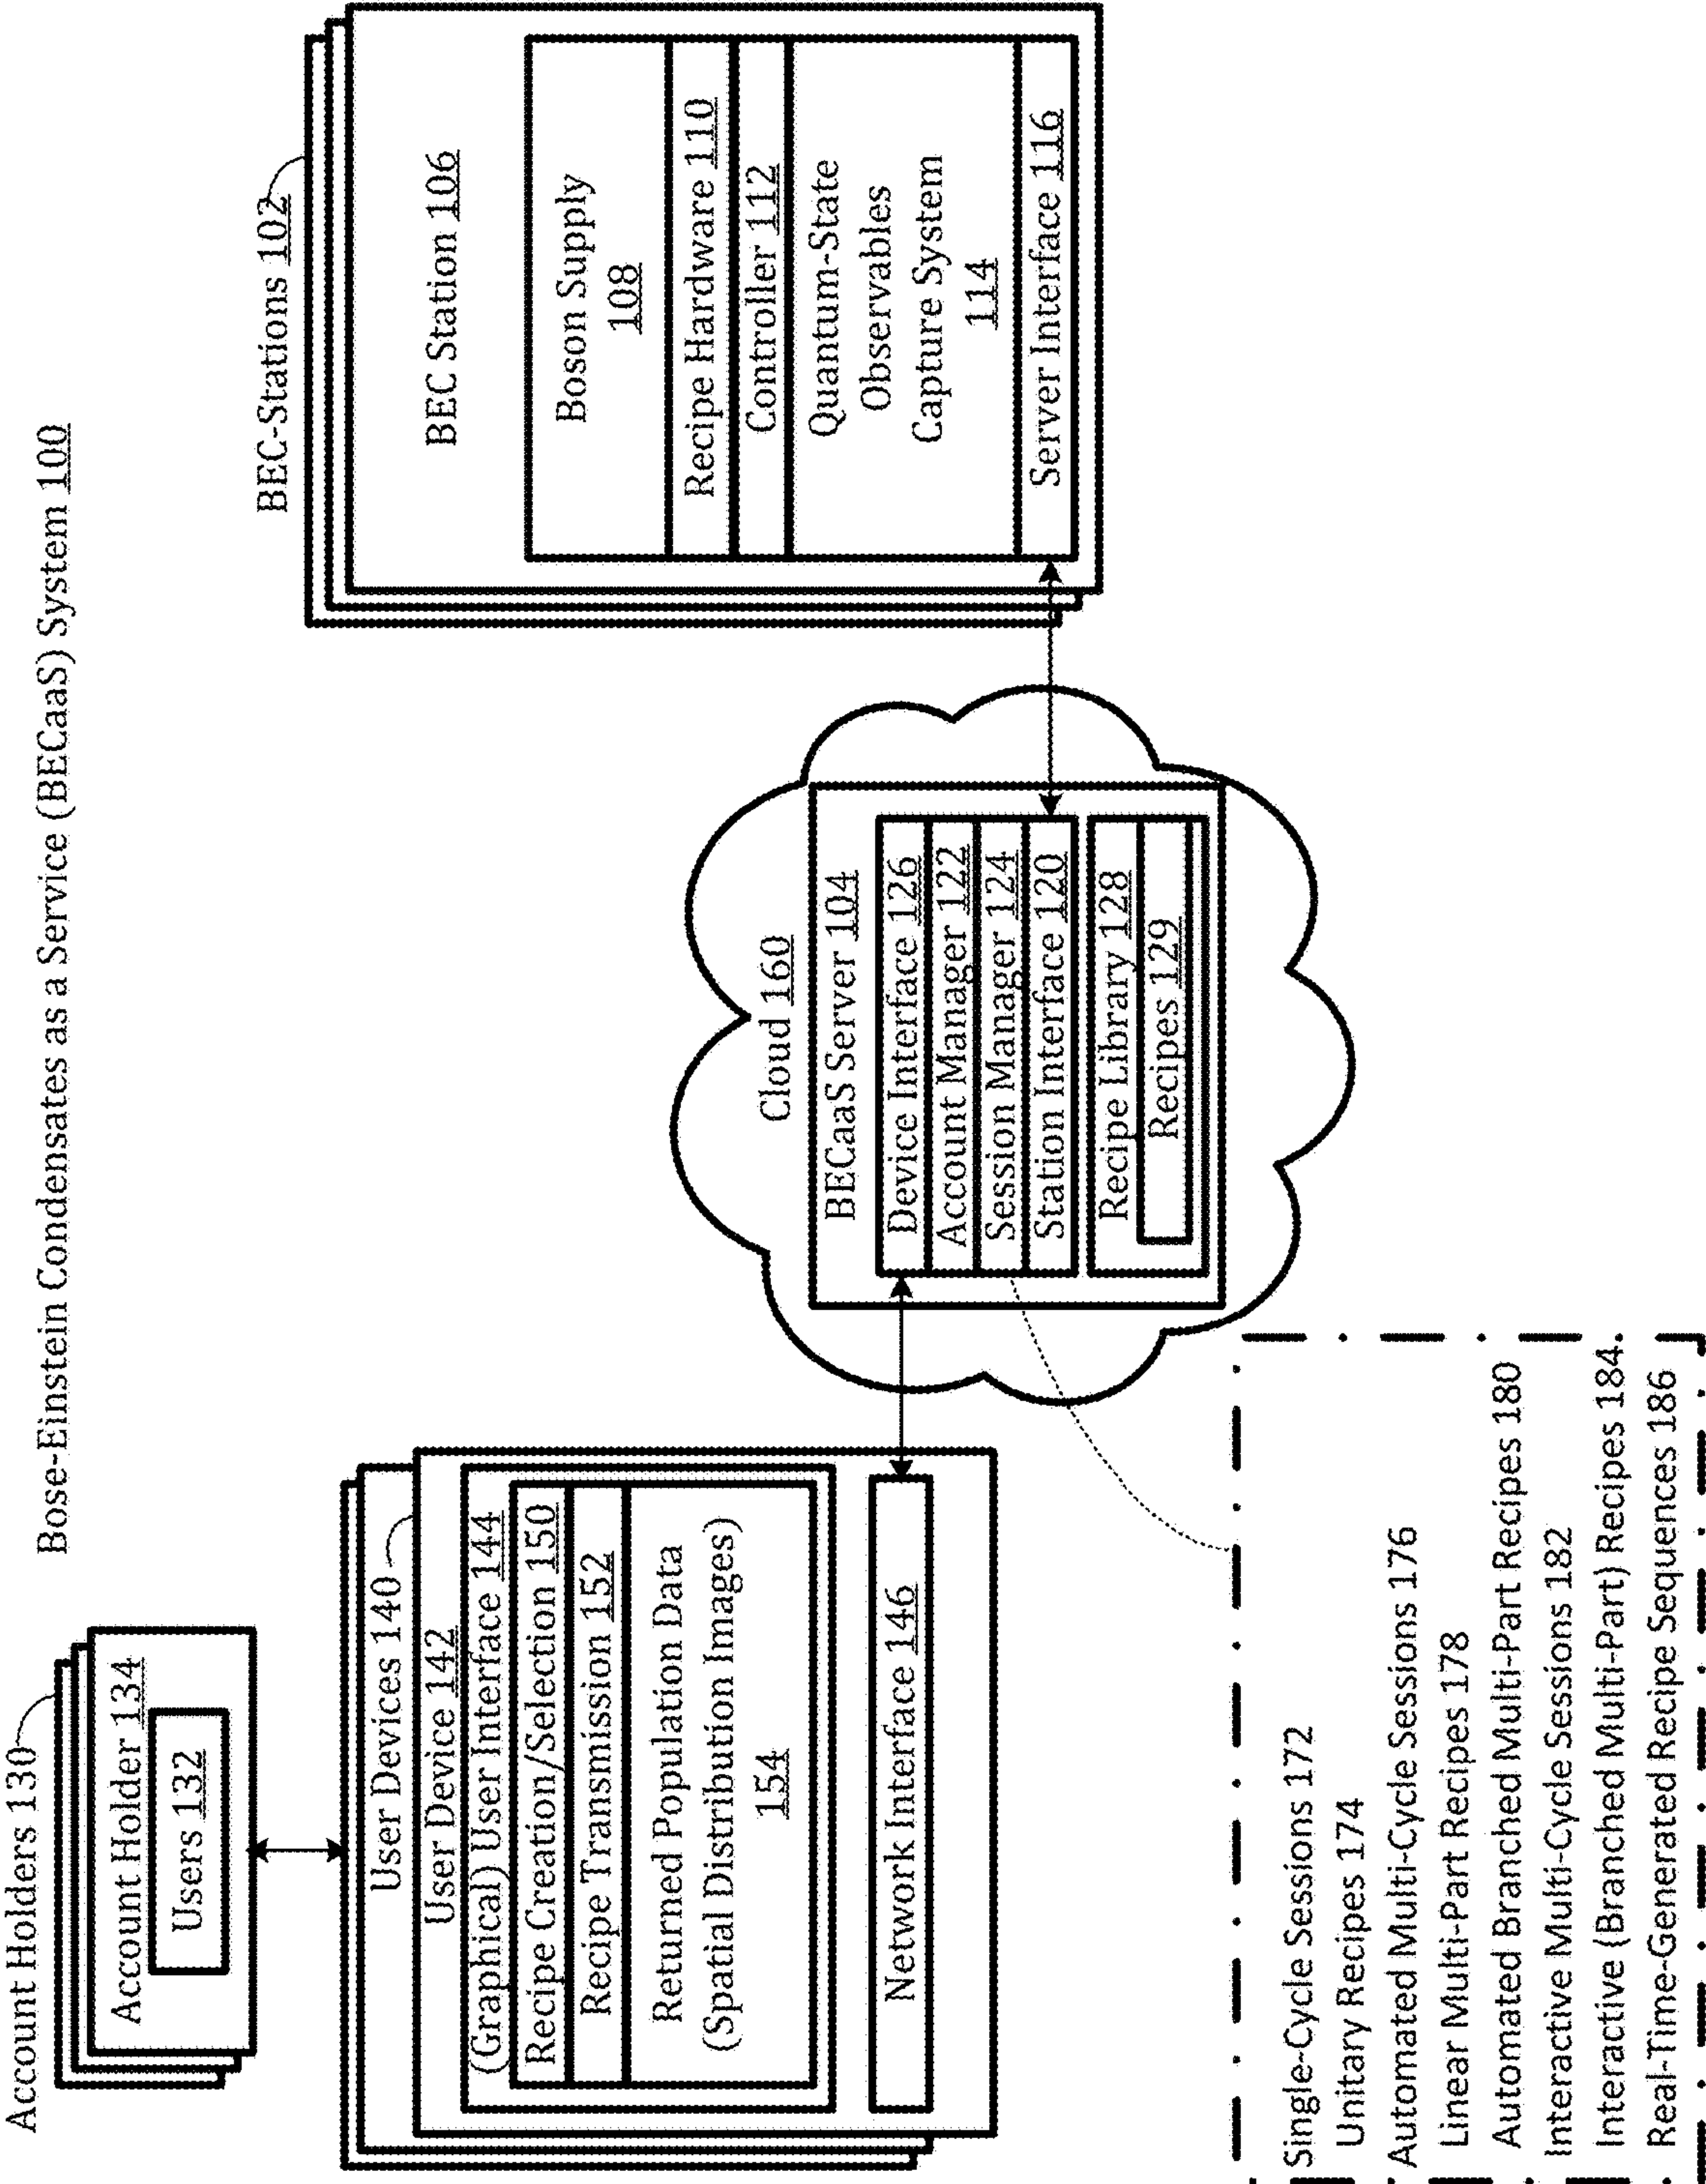 Bose-Einstein Condensates as a Service (BECaaS) System 100
Account Holders 130
Account Holder 134
Users 132
User Devices 140
User Device 142
(Graphical) User Interface 144
Recipe Creation/Selection 150
Recipe Transmission 152
Returned Population Data
(Spatial Distribution Images)
154
Network Interface 146
Cloud 160
BECaaS Server 104
Device Interface 126
Account Manager 122
Session Manager 124
Station Interface 120
Recipe Library 128
Recipes 129
BEC-Stations 102
BEC Station 106
Boson Supply
108
Recipe Hardware 110
Controller 112
Quantum-State
Observables
Capture System
114
Server Interface 116
Single-Cycle Sessions 172
Unitary Recipes 174
Automated Multi-Cycle Sessions 176
Linear Multi-Part Recipes 178
Automated Branched Multi-Part Recipes 180
Interactive Multi-Cycle Sessions 182
Interactive (Branched Multi-Part) Recipes 184
Real-Time-Generated Recipe Sequences 186